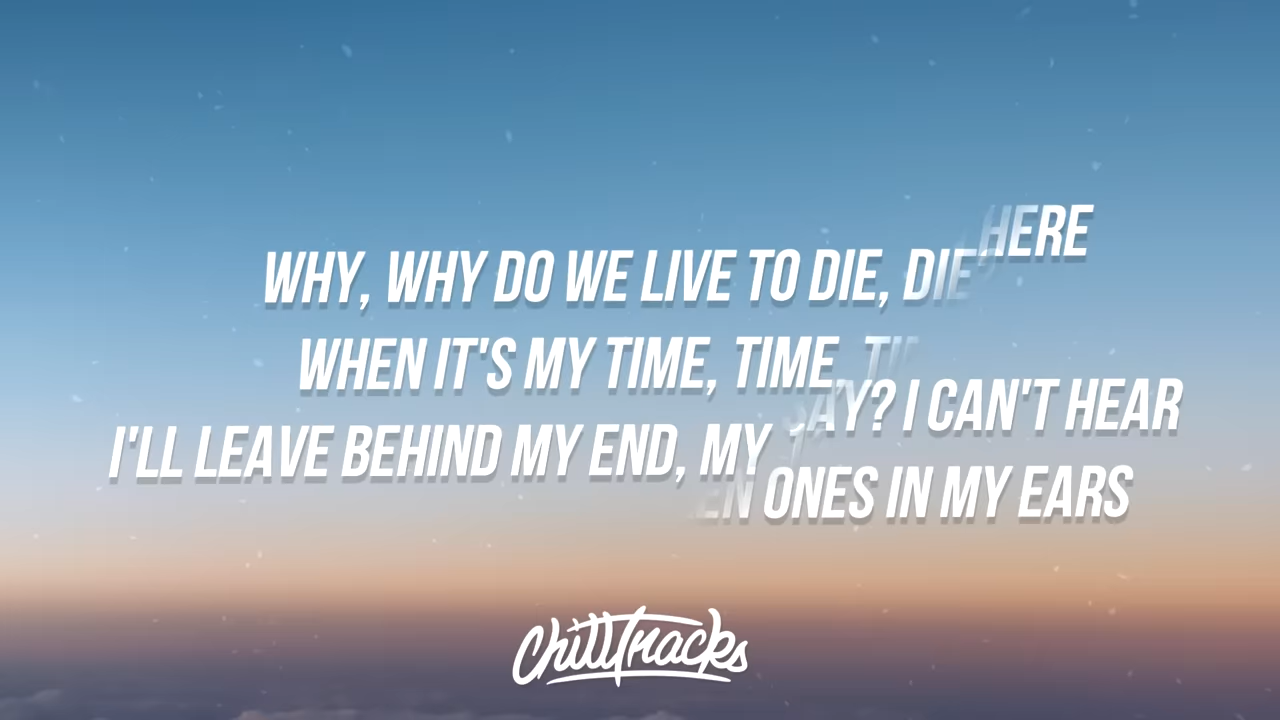 HERE
WHY, WHY DO WE LIVE TO DIE, DIE
WHEN IT'S MY TIME, TIME,
SAY? I CAN'T HEAR
I'LL LEAVE BEHIND MY END, MY
ONES IN MY EARS
ChillTracks